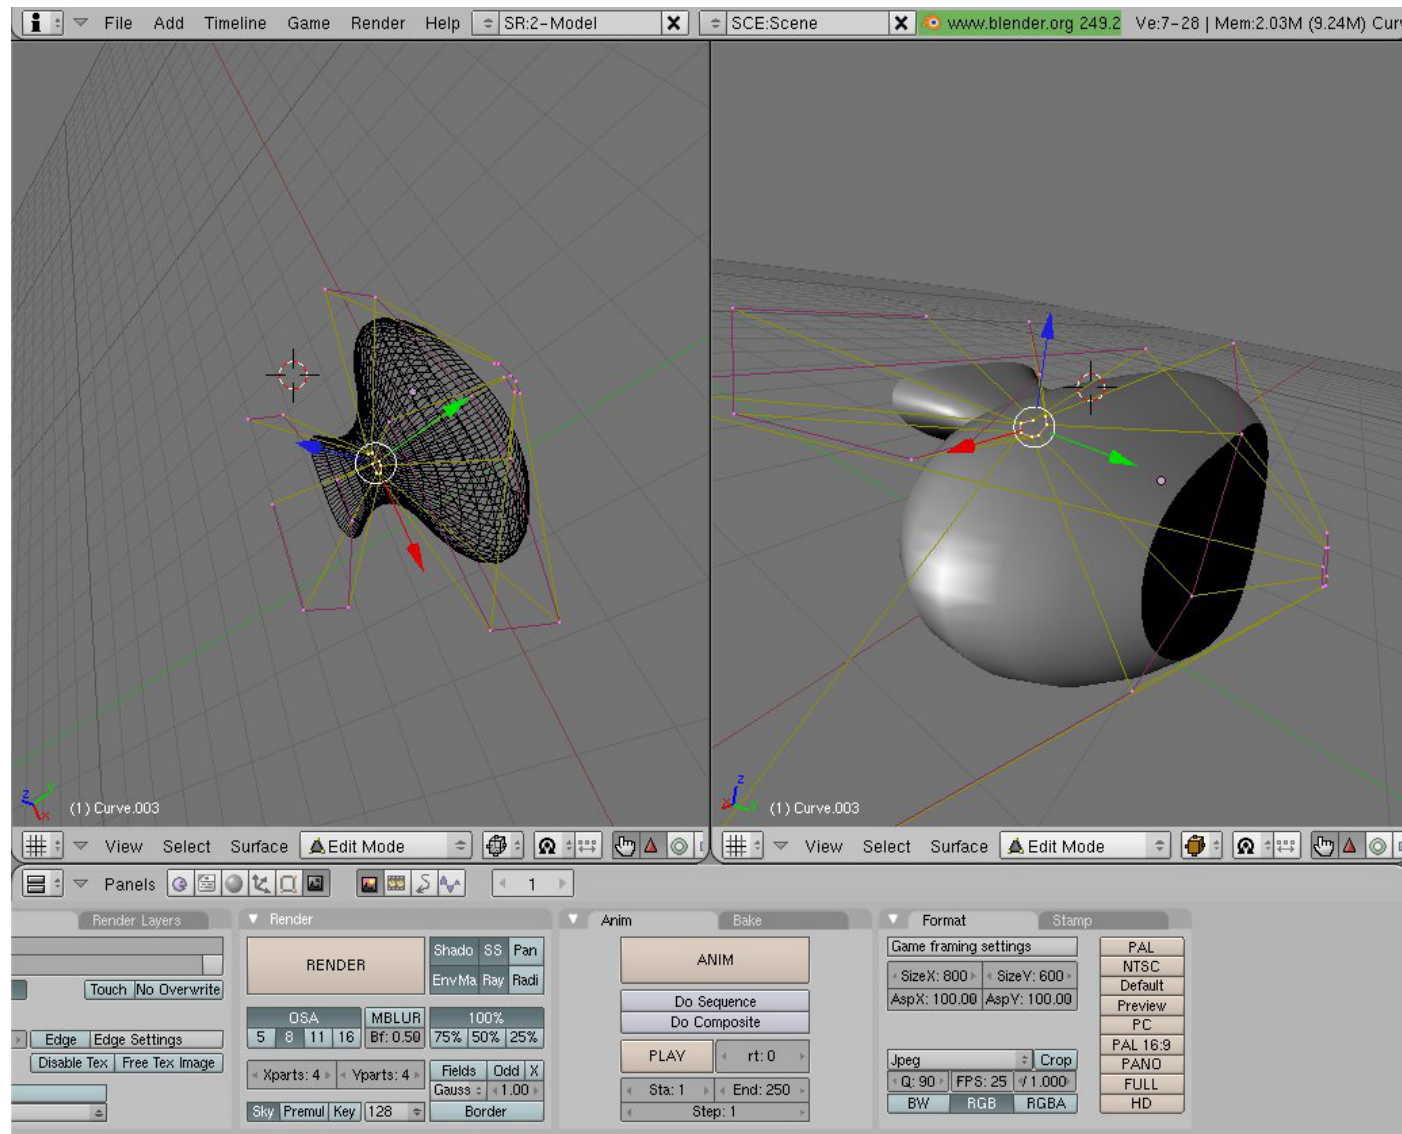 File Add Timeline Game Render Help SR:2-Model X SCE:Scene X www.blender.org 249.2 Ve:7-28 | Mem:2.03M (9.24M) Cur
z y x (1) Curve.003
z y x (1) Curve.003
View Select Surface Edit Mode
View Select Surface Edit Mode
Panels 1
Render Layers
Touch No Overwrite
Edge Edge Settings
Disable Tex Free Tex Image
Render
RENDER
Shado SS Pan
EnvMa Ray Radi
OSA MBLUR 100%
5 8 11 16 Bf: 0.50 75% 50% 25%
Xparts: 4 Yparts: 4 Fields Odd X
Gauss 1.00
Sky Premul Key 128 Border
Anim Bake
ANIM
Do Sequence
Do Composite
PLAY rt: 0
Sta: 1 End: 250
Step: 1
Format Stamp
Game framing settings
SizeX: 800 SizeY: 600
AspX: 100.00 AspY: 100.00
Jpeg Crop
Q: 90 FPS: 25 /1.000
BW RGB RGBA
PAL
NTSC
Default
Preview
PC
PAL 16:9
PANO
FULL
HD